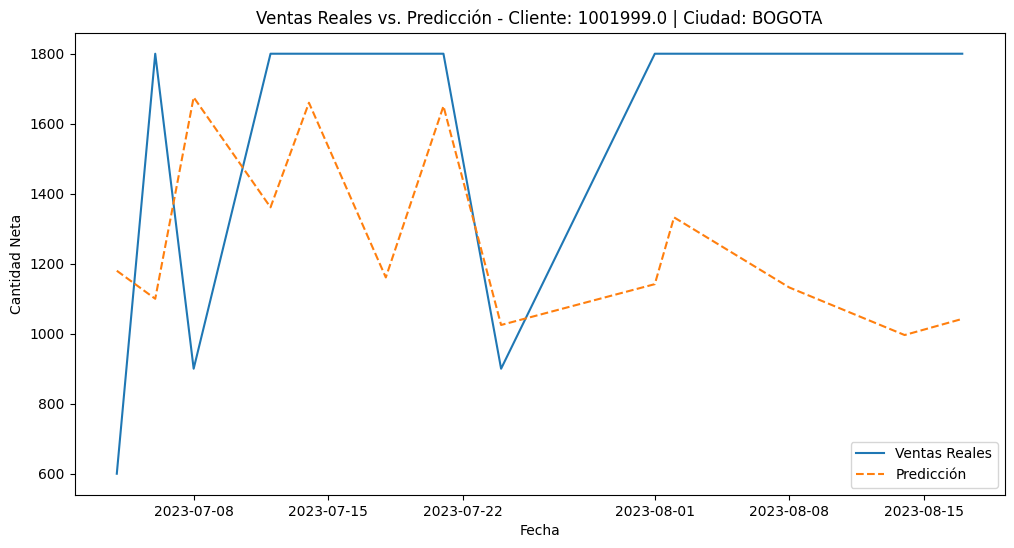 Ventas Reales vs. Predicción - Cliente: 1001999.0 | Ciudad: BOGOTA
Cantidad Neta
1800
1600
1400
1200
1000
800
600
2023-07-08
2023-07-15
2023-07-22
2023-08-01
2023-08-08
2023-08-15
Fecha
Ventas Reales
Predicción